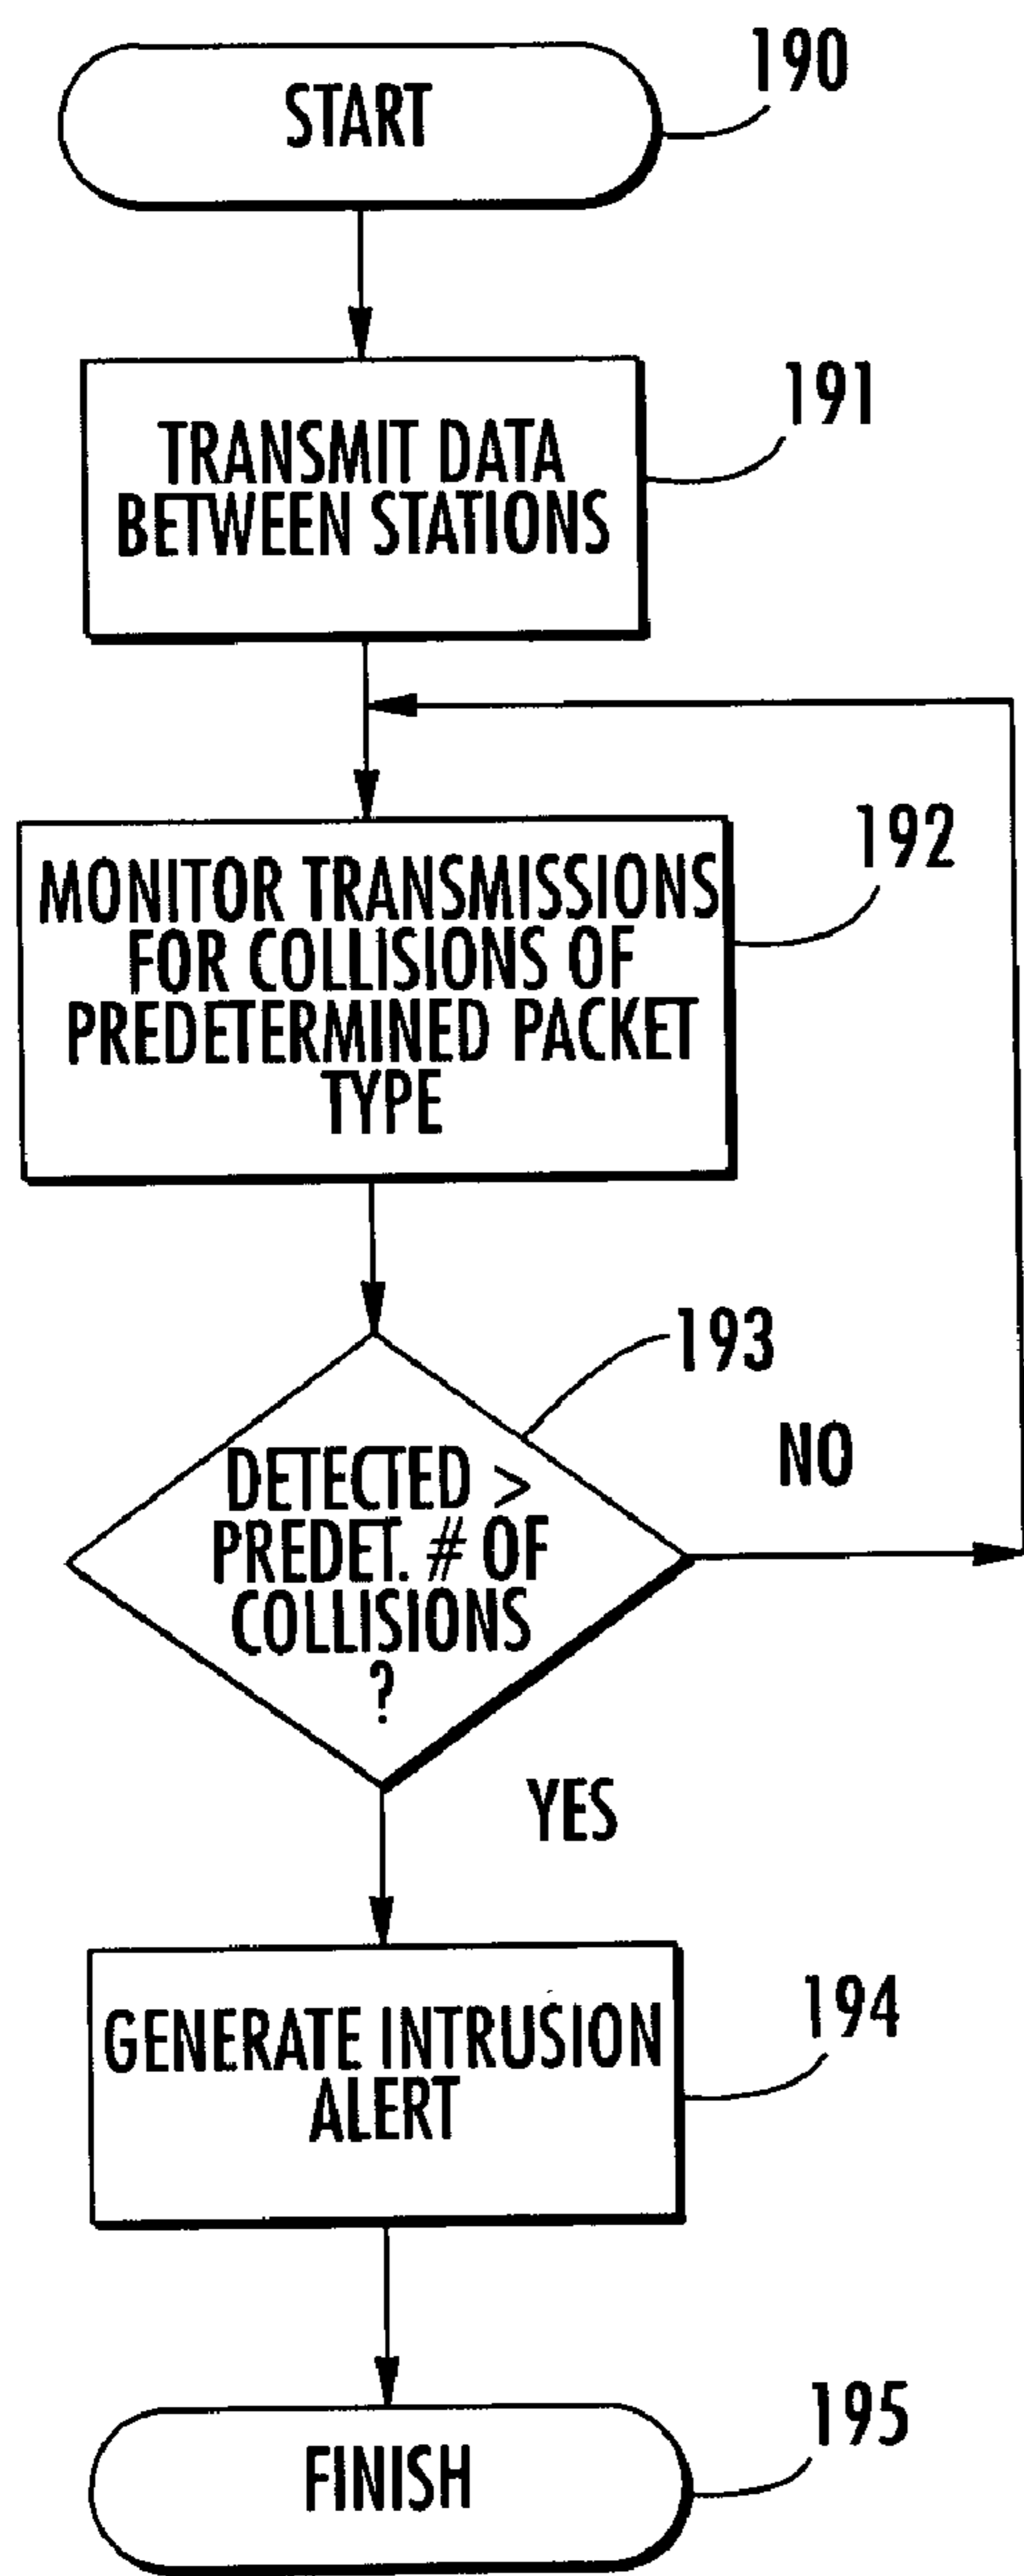 START
190
TRANSMIT DATA
BETWEEN STATIONS
191
MONITOR TRANSMISSIONS
FOR COLLISIONS OF
PREDETERMINED PACKET
TYPE
192
193
DETECTED >
PREDET. # OF
COLLISIONS
?
NO
YES
GENERATE INTRUSION
ALERT
194
FINISH
195